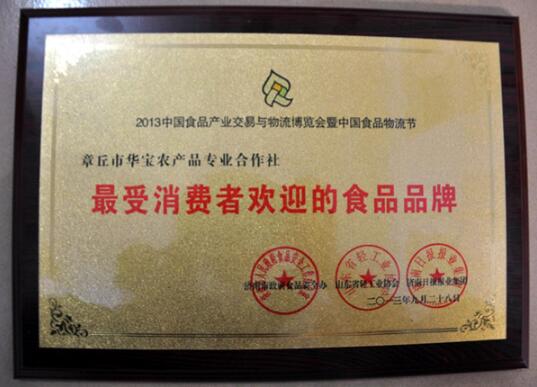 2013中国食品产业交易与物流博览会暨中国食品物流节
章丘市华宝农产品专业合作社
最受消费者欢迎的食品品牌
济南市政府食品安全办 山东省轻工业协会 济南日报报业集团
二〇一三年九月二十八日